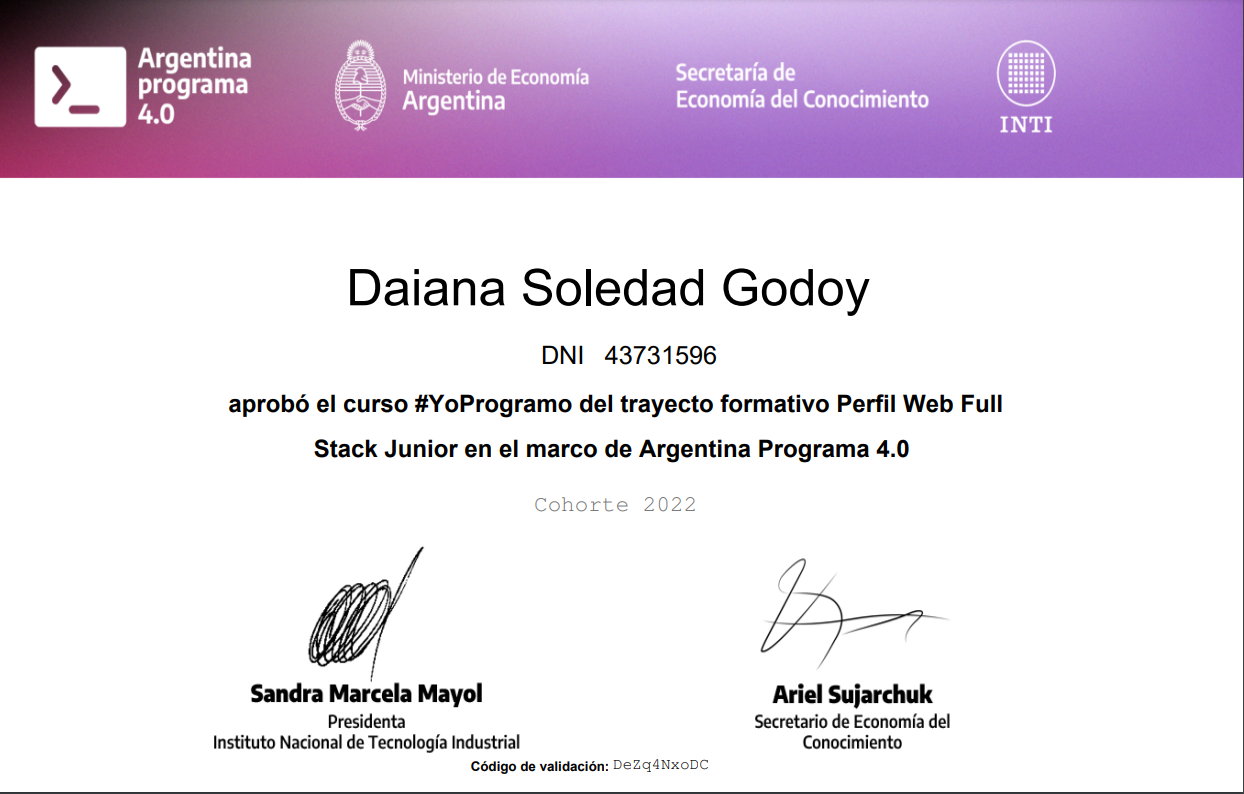 Argentina
programa
4.0
Ministerio de Economía
Argentina
Secretaría de
Economía del Conocimiento
INTI
Daiana Soledad Godoy
DNI 43731596
aprobó el curso #YoProgramo del trayecto formativo Perfil Web Full
Stack Junior en el marco de Argentina Programa 4.0
Cohorte 2022
Sandra Marcela Mayol
Presidenta
Instituto Nacional de Tecnología Industrial
Ariel Sujarchuk
Secretario de Economía del
Conocimiento
Código de validación: DeZq4NxoDC